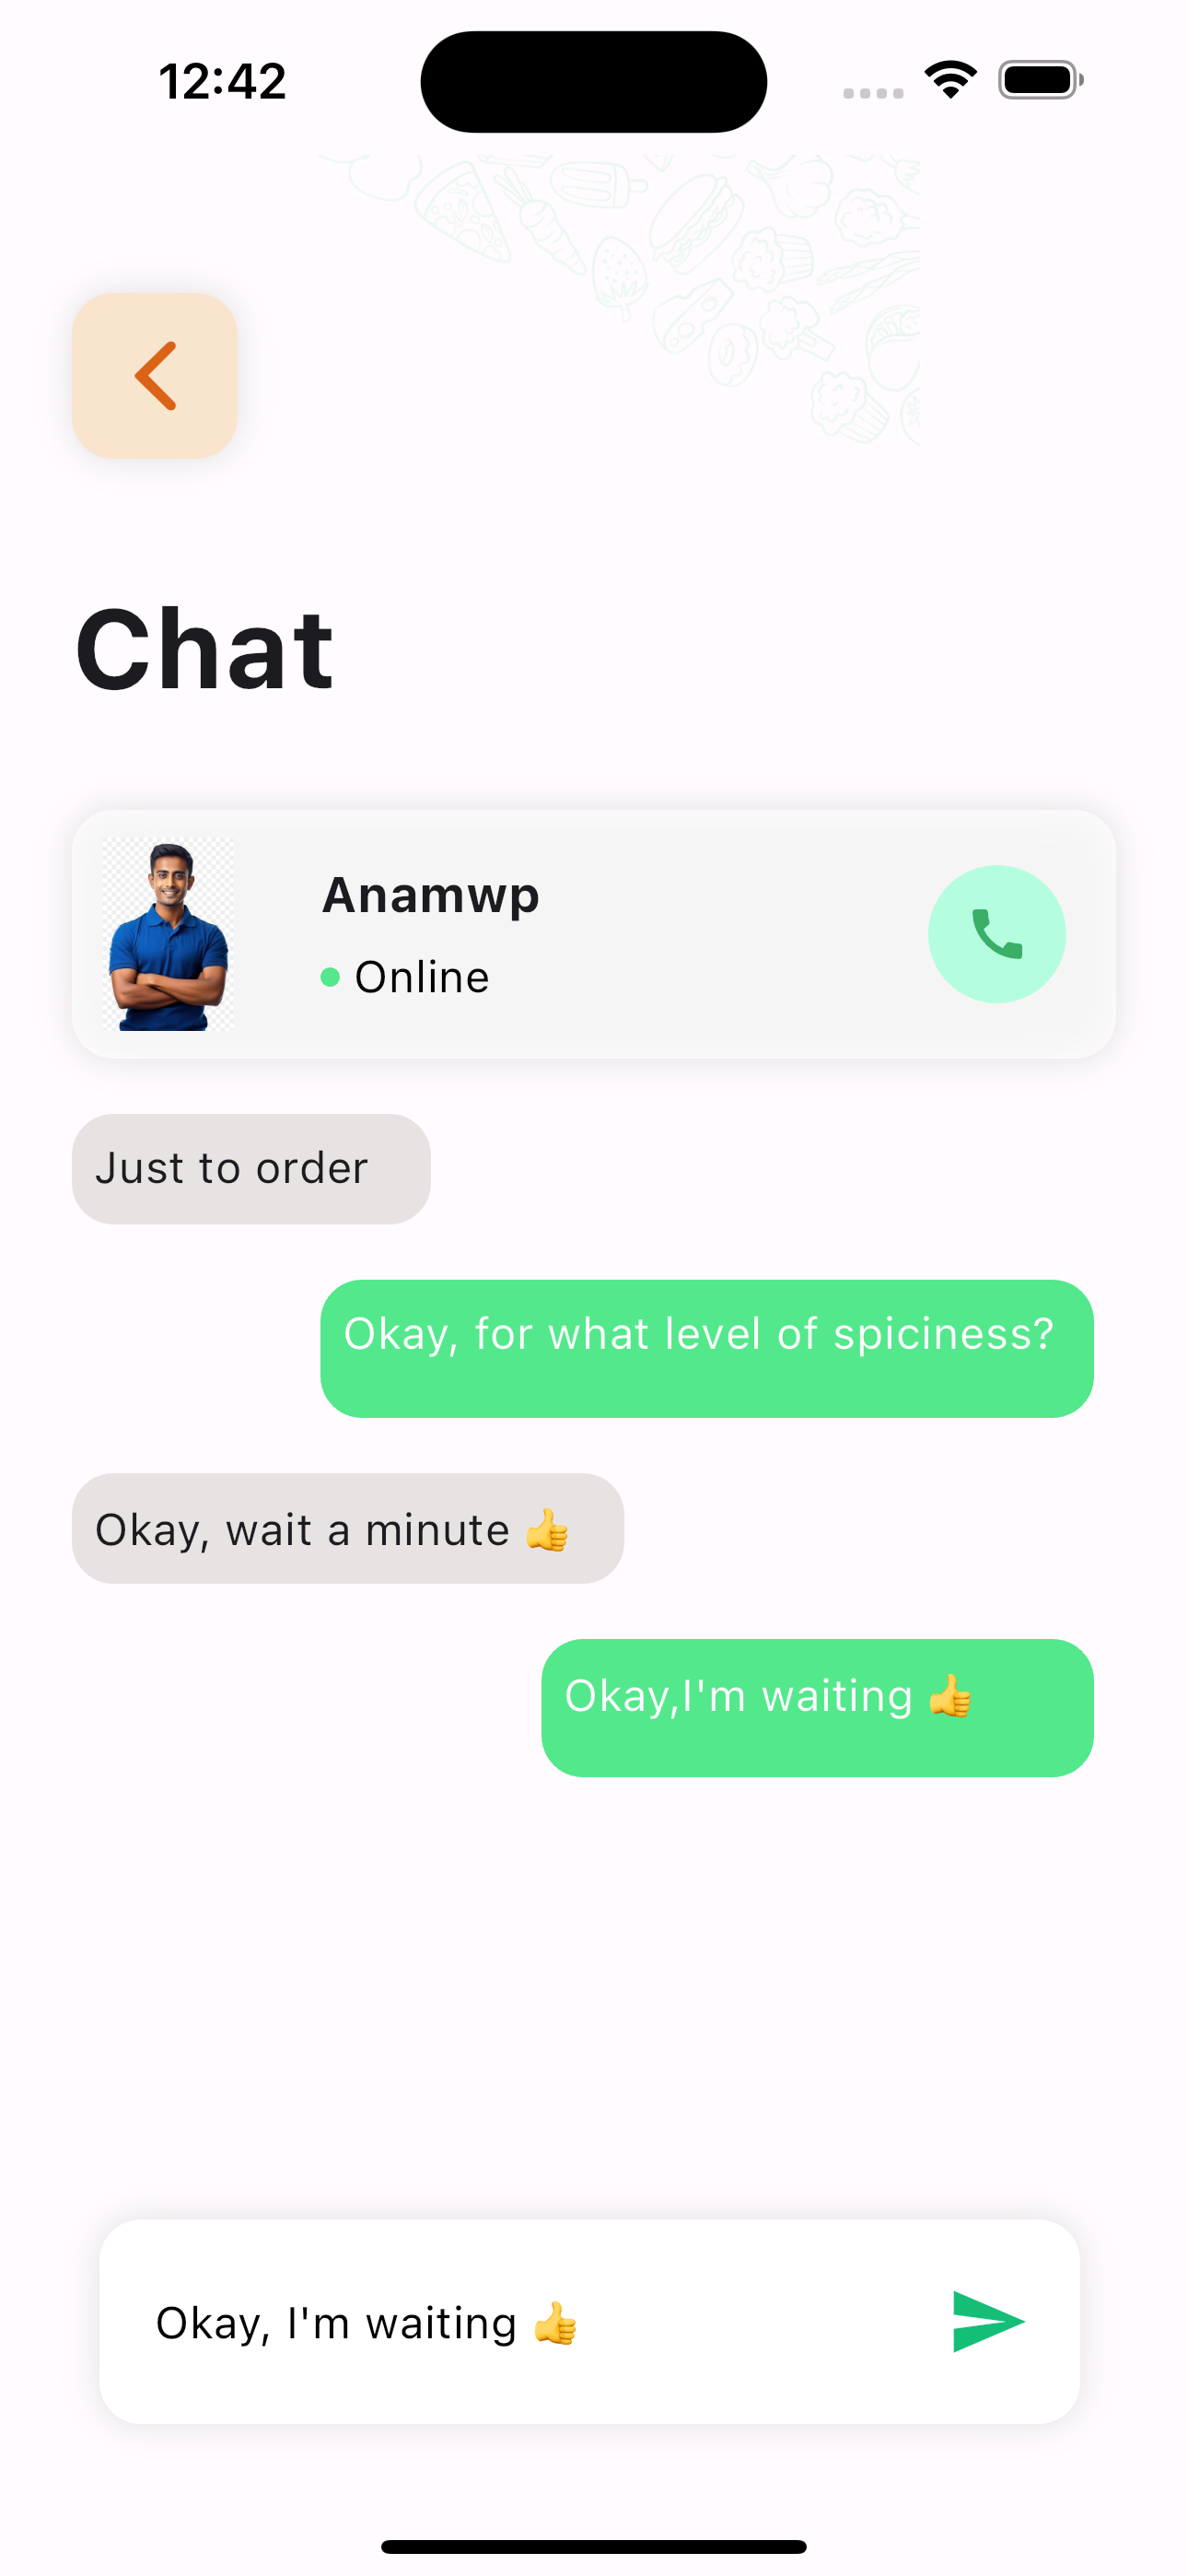 12:42
Chat
Anamwp
Online
Just to order
Okay, for what level of spiciness?
Okay, wait a minute 👍
Okay,I'm waiting 👍
Okay, I'm waiting 👍